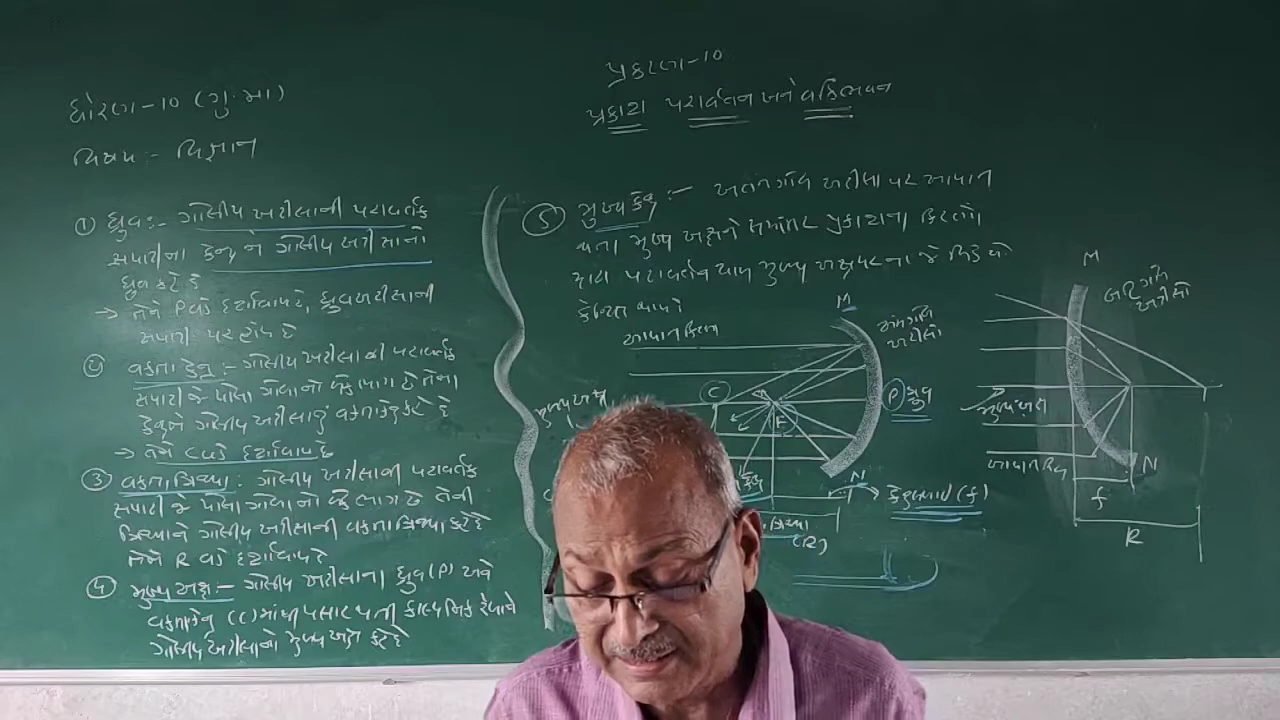 ધોરણ-૧૦ (ગુ.મા)
વિષય:- વિજ્ઞાન
પ્રકરણ-૧૦
પ્રકાશ પરાવર્તન અને વક્રિભવન
① ધ્રુવ:- ગોલીય અરીસાની પરાવર્તક
સપાટીના કેન્દ્રને ગોલીય અરીસાનો
ધ્રુવ કહે છે
→ તેને P વડે દર્શાવાય છે, ધ્રુવ અરીસાની
સપાટી પર હોય છે
② વક્રતા કેન્દ્ર :- ગોલીય અરીસાની પરાવર્તક
સપાટી જે પોલા ગોળાનો એક ભાગ છે તેના
કેન્દ્રને ગોલીય અરીસાનું વક્રતાકેન્દ્ર કહે છે
→ તેને C વડે દર્શાવાય છે
③ વક્રતાત્રિજ્યા : ગોલીય અરીસાની પરાવર્તક
સપાટી જે પોલા ગોળાનો એક ભાગ છે તેની
ત્રિજ્યાને ગોલીય અરીસાની વક્રતા ત્રિજ્યા કહે છે
તેને R વડે દર્શાવાય છે
④ મુખ્ય અક્ષ :- ગોલીય અરીસાના ધ્રુવ (P) અને
વક્રતાકેન્દ્ર (C) માંથી પસાર થતી કાલ્પનિક રેખાને
ગોલીય અરીસાનો મુખ્ય અક્ષ કહે છે
⑤ મુખ્ય કેન્દ્ર :- અંતર્ગોળ અરીસા પર આપાત
થતા મુખ્ય અક્ષને સમાંતર પ્રકાશના કિરણો
પરાવર્તન પામી મુખ્ય અક્ષ પરના જે બિંદુએ
કેન્દ્રિત થાય
આપાત કિરણ
M
અંતર્ગોળ
અરીસો
મુખ્ય અક્ષ
C
F
P ધ્રુવ
N
કેન્દ્રલંબાઈ (f)
ત્રિજ્યા
(R)
M
બહિર્ગોળ
અરીસો
મુખ્ય અક્ષ
આપાત કિરણ
N
f
R